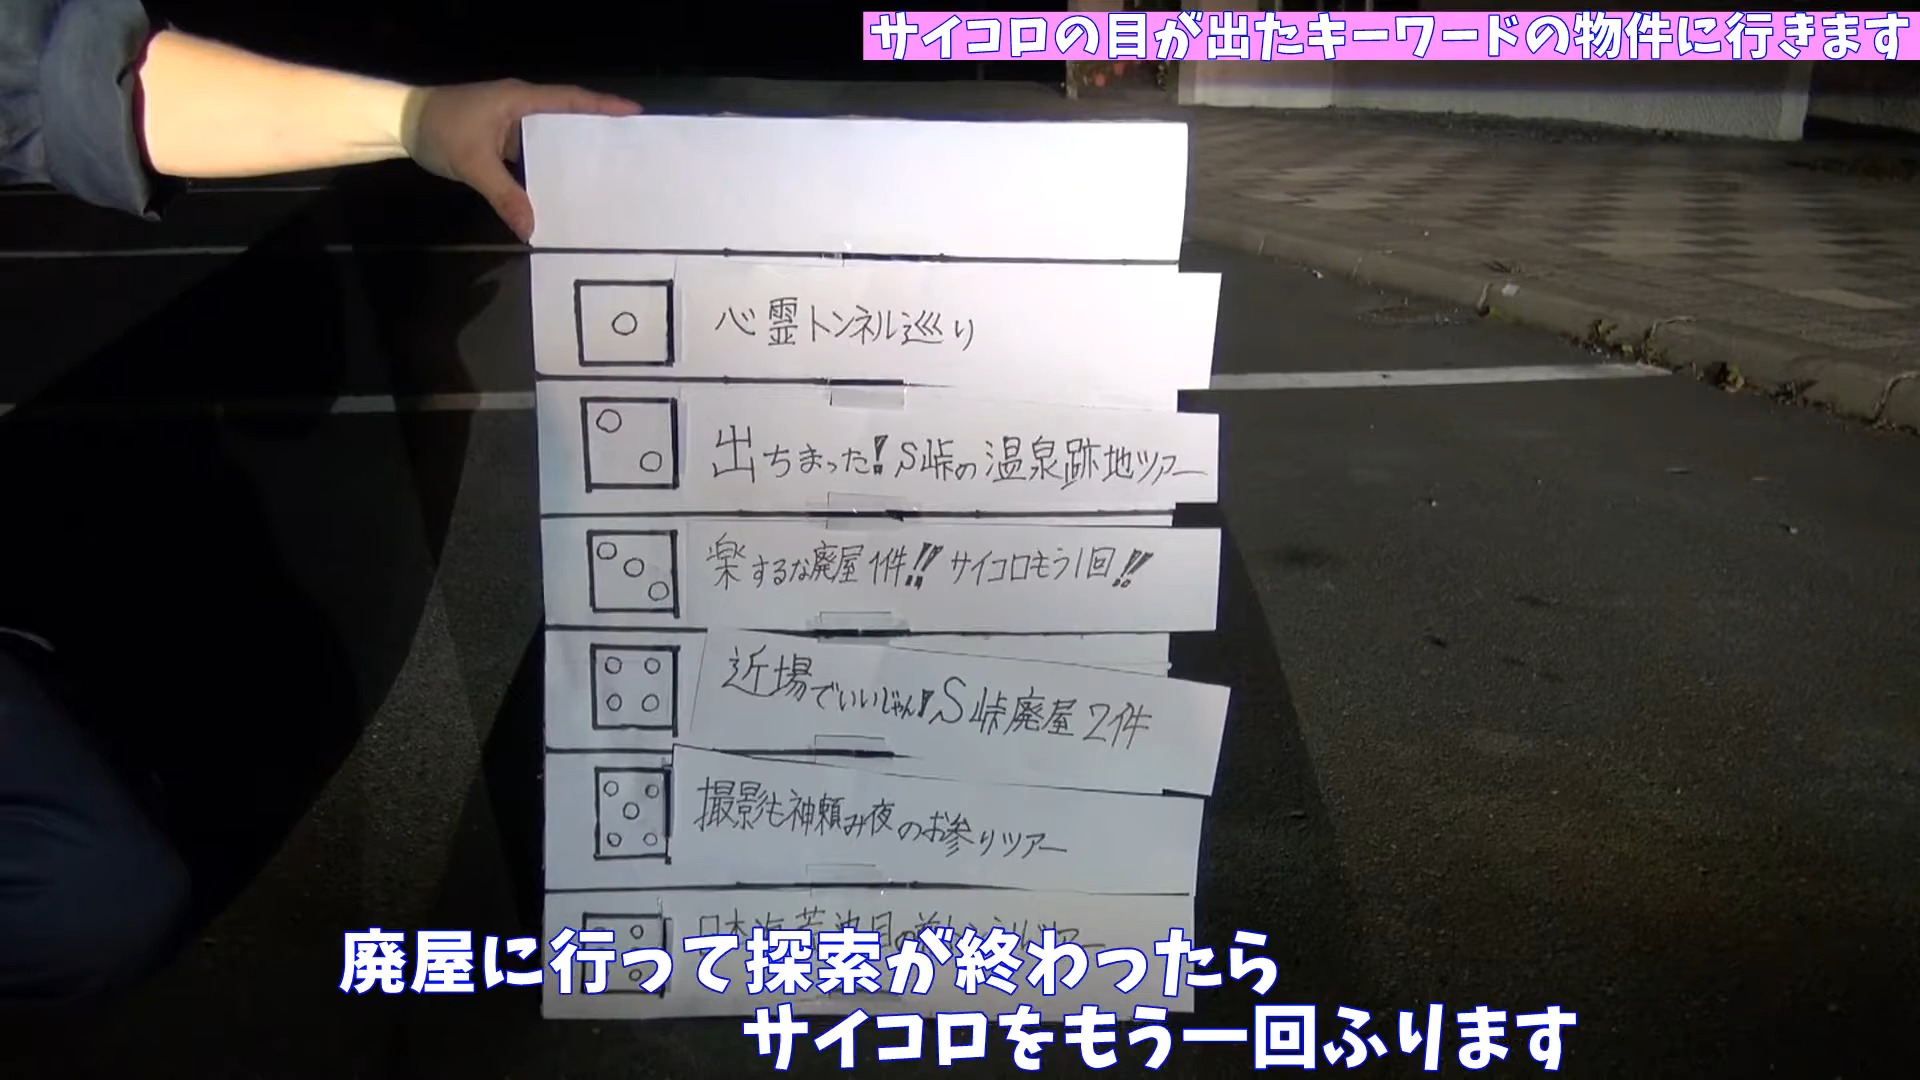 サイコロの目が出たキーワードの物件に行きます
心霊トンネル巡り
出ちまった!S峠の温泉跡地ツアー
楽するな廃屋1件!!サイコロもう1回!!
近場でいいじゃん!S峠廃屋2件
撮影も神頼み夜のお参りツアー
日本海荒波
廃屋に行って探索が終わったら
サイコロをもう一回ふります